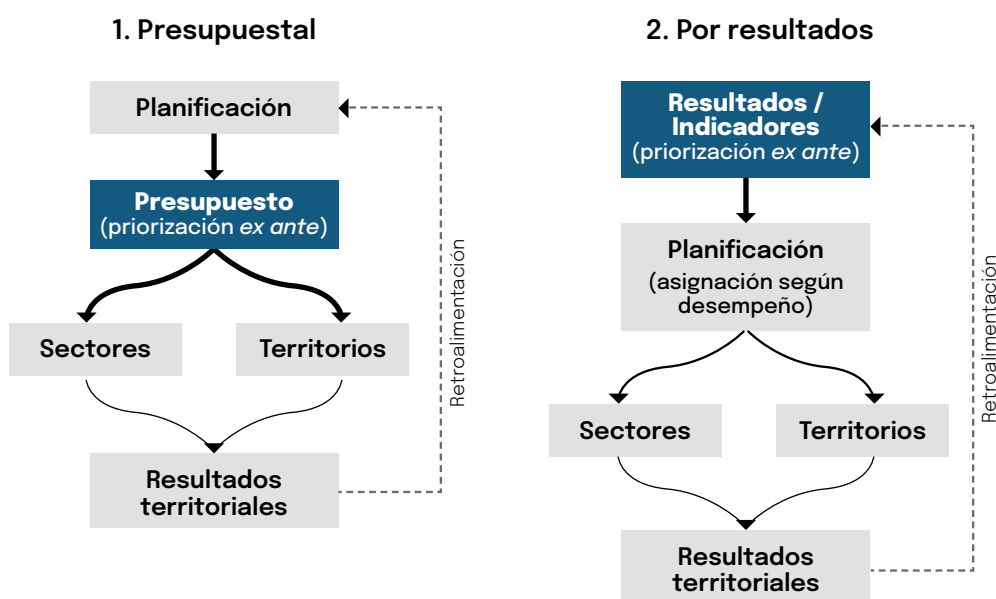 1. Presupuestal
Planificación
Presupuesto
(priorización ex ante)
Sectores
Territorios
Resultados
territoriales
Retroalimentación
2. Por resultados
Resultados /
Indicadores
(priorización ex ante)
Planificación
(asignación según
desempeño)
Sectores
Territorios
Resultados
territoriales
Retroalimentación